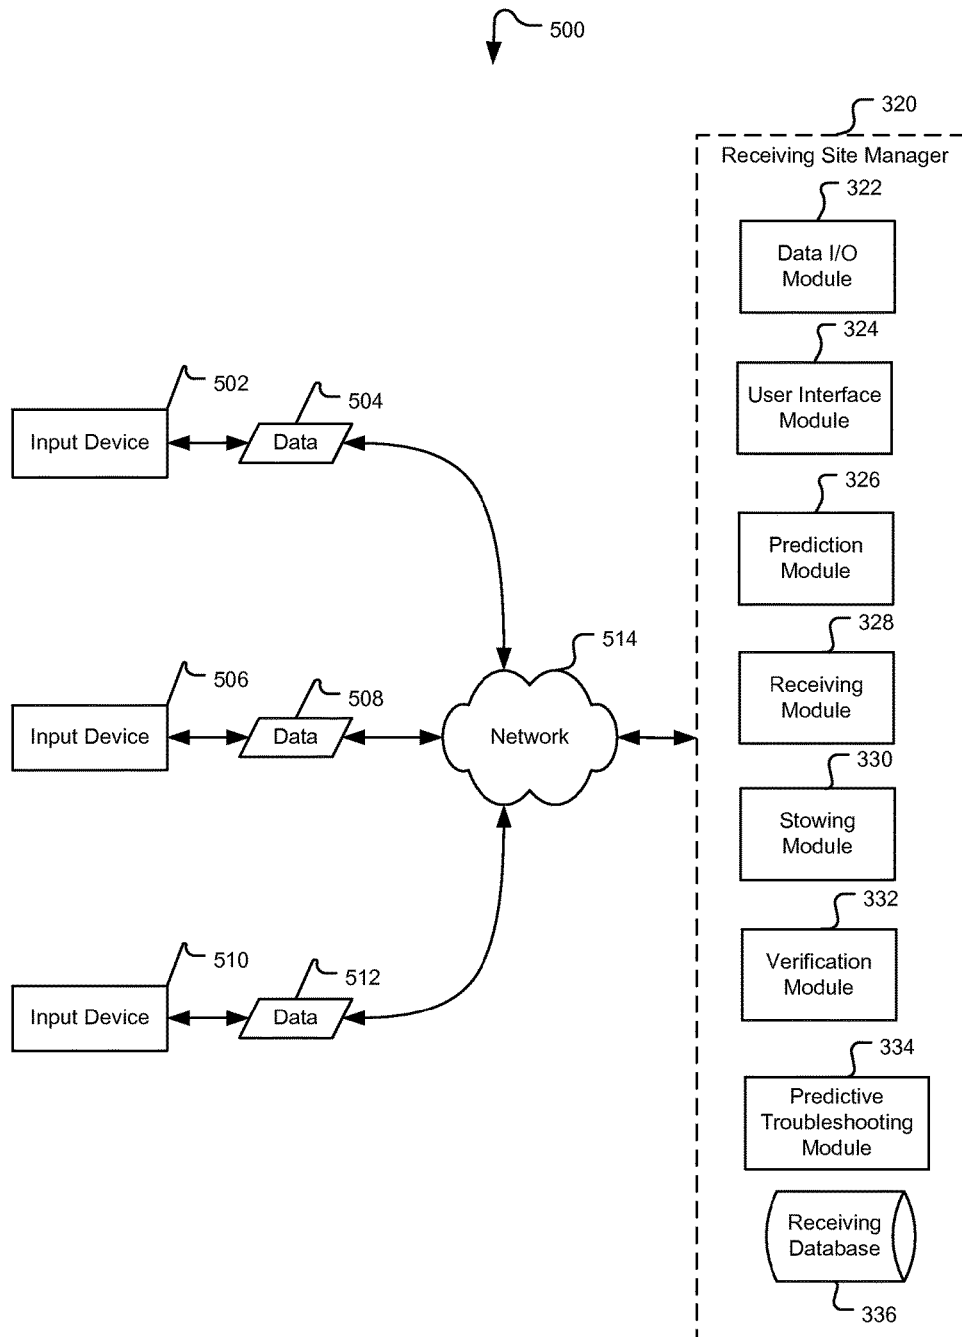 500
320
Receiving Site Manager
322
Data I/O
Module
324
User Interface
Module
502
Input Device
504
Data
326
Prediction
Module
514
Network
328
Receiving
Module
506
Input Device
508
Data
330
Stowing
Module
332
Verification
Module
510
Input Device
512
Data
334
Predictive
Troubleshooting
Module
Receiving
Database
336